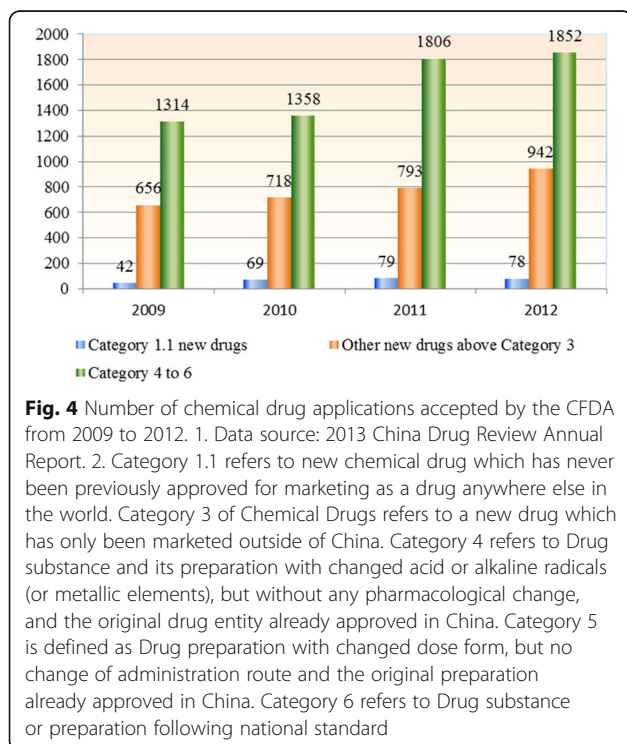 2000
1800
1600
1400
1200
1000
800
600
400
200
0
42 656 1314
69 718 1358
79 793 1806
78 942 1852
2009 2010 2011 2012
Category 1.1 new drugs Other new drugs above Category 3
Category 4 to 6
Fig. 4 Number of chemical drug applications accepted by the CFDA
from 2009 to 2012. 1. Data source: 2013 China Drug Review Annual
Report. 2. Category 1.1 refers to new chemical drug which has never
been previously approved for marketing as a drug anywhere else in
the world. Category 3 of Chemical Drugs refers to a new drug which
has only been marketed outside of China. Category 4 refers to Drug
substance and its preparation with changed acid or alkaline radicals
(or metallic elements), but without any pharmacological change,
and the original drug entity already approved in China. Category 5
is defined as Drug preparation with changed dose form, but no
change of administration route and the original preparation
already approved in China. Category 6 refers to Drug substance
or preparation following national standard